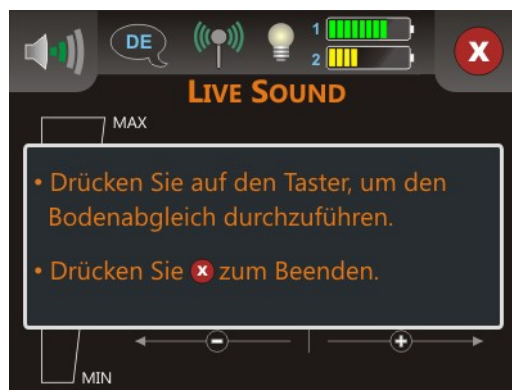 DE
1
2
LIVE SOUND
MAX
• Drücken Sie auf den Taster, um den
Bodenabgleich durchzuführen.
• Drücken Sie x zum Beenden.
MIN